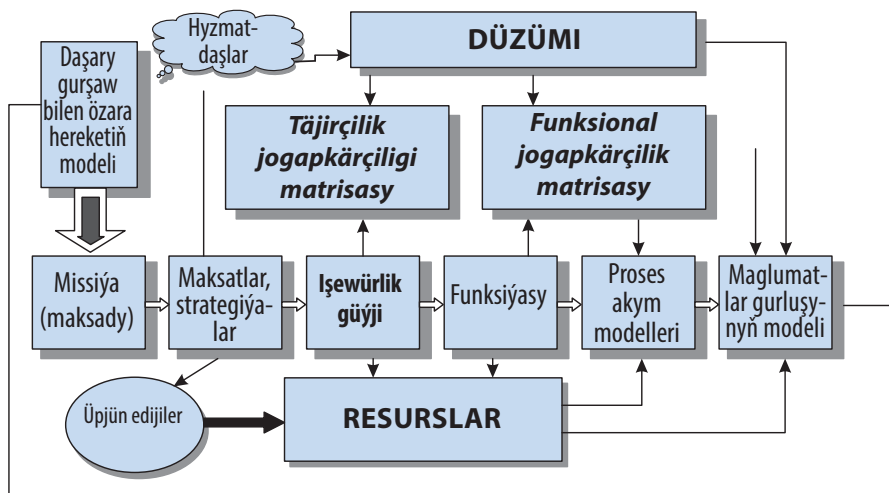 Daşary
gurşaw
bilen özara
hereketiň
modeli
Hyzmat-
daşlar
DÜZÜMI
Täjirçilik
jogapkärçiligi
matrisasy
Funksional
jogapkärçilik
matrisasy
Missiýa
(maksady)
Maksatlar,
strategiýa-
lar
Işewürlik
güýji
Funksiýasy
Proses
akym
modelleri
Maglumat-
lar gurluşy-
nyň modeli
Üpjün edijiler
RESURSLAR